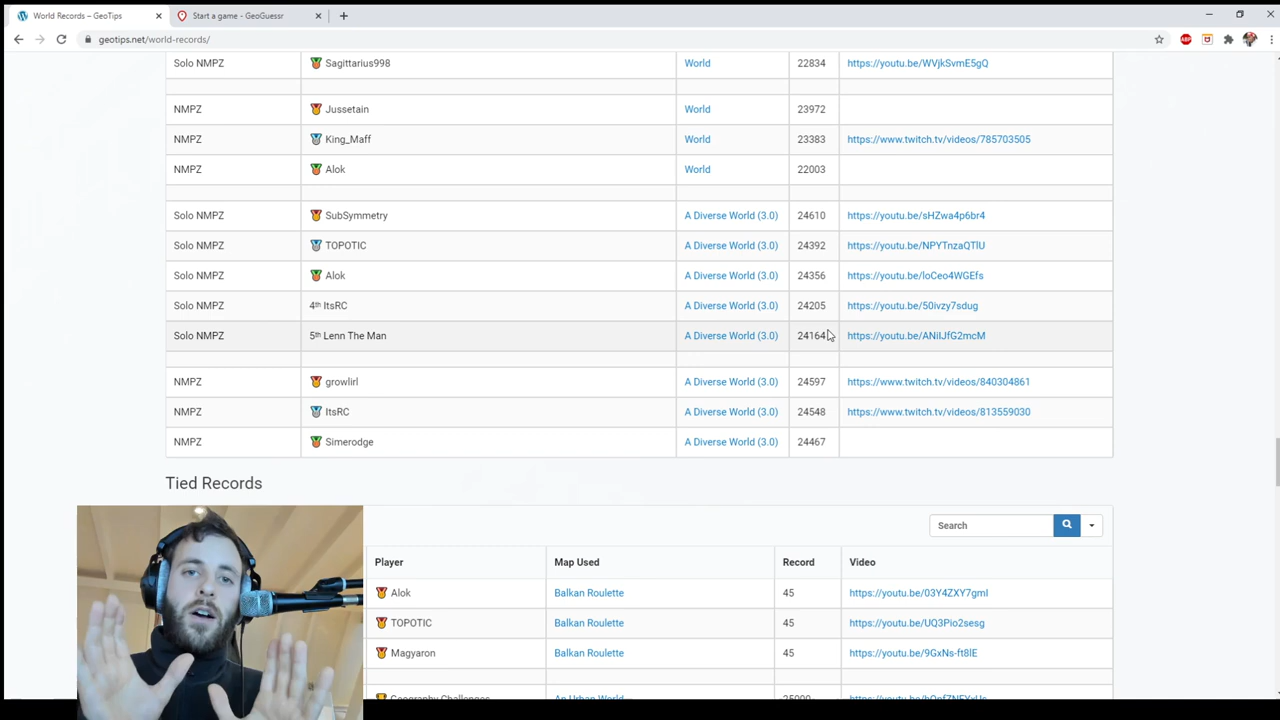 World Records – GeoTips
Start a game - GeoGuessr
geotips.net/world-records/
Solo NMPZ Sagittarius998 World 22834 https://youtu.be/WVjkSvmE5gQ
NMPZ Jussetain World 23972
NMPZ King_Maff World 23383 https://www.twitch.tv/videos/785703505
NMPZ Alok World 22003
Solo NMPZ SubSymmetry A Diverse World (3.0) 24610 https://youtu.be/sHZwa4p6br4
Solo NMPZ TOPOTIC A Diverse World (3.0) 24392 https://youtu.be/NPYTnzaQTlU
Solo NMPZ Alok A Diverse World (3.0) 24356 https://youtu.be/loCeo4WGEfs
Solo NMPZ 4th ItsRC A Diverse World (3.0) 24205 https://youtu.be/50ivzy7sdug
Solo NMPZ 5th Lenn The Man A Diverse World (3.0) 24164 https://youtu.be/ANiIJfG2mcM
NMPZ growlirl A Diverse World (3.0) 24597 https://www.twitch.tv/videos/840304861
NMPZ ItsRC A Diverse World (3.0) 24548 https://www.twitch.tv/videos/813559030
NMPZ Simerodge A Diverse World (3.0) 24467
Tied Records
Search
Player Map Used Record Video
Alok Balkan Roulette 45 https://youtu.be/03Y4ZXY7gmI
TOPOTIC Balkan Roulette 45 https://youtu.be/UQ3Pio2sesg
Magyaron Balkan Roulette 45 https://youtu.be/9GxNs-ft8lE
Geography Challenges An Urban World 25000